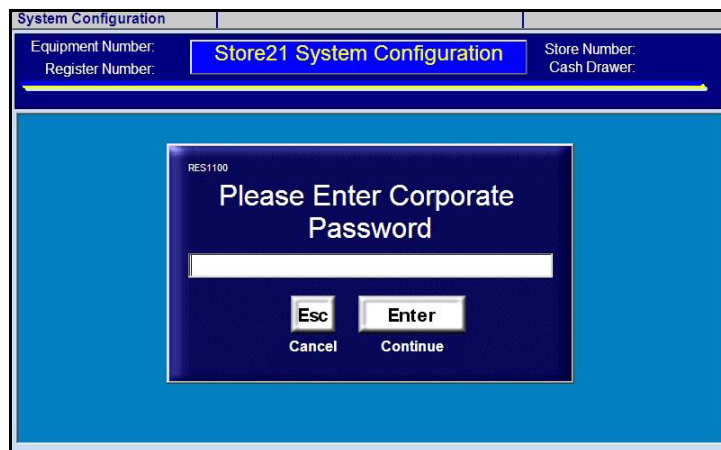 System Configuration
Equipment Number:
Register Number:
Store21 System Configuration
Store Number:
Cash Drawer:
RES1100
Please Enter Corporate
Password
Esc
Enter
Cancel
Continue